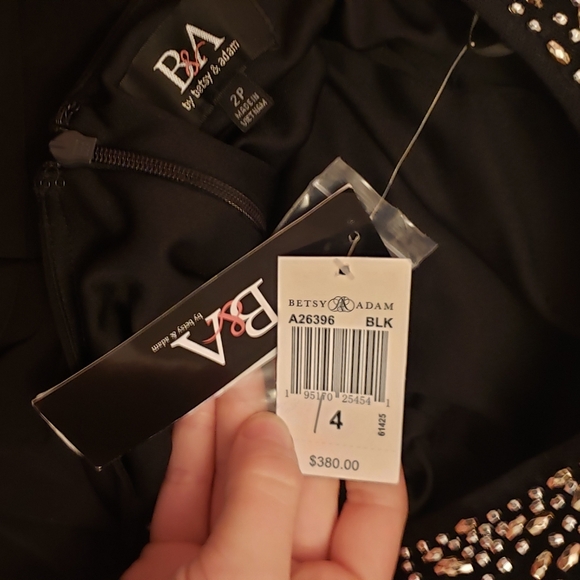 B&A
by betsy & adam
2P
MADE IN
VIETNAM
B&A
by betsy & adam
BETSY & ADAM
A26396 BLK
1 95170 25454 1
4
61425
$380.00